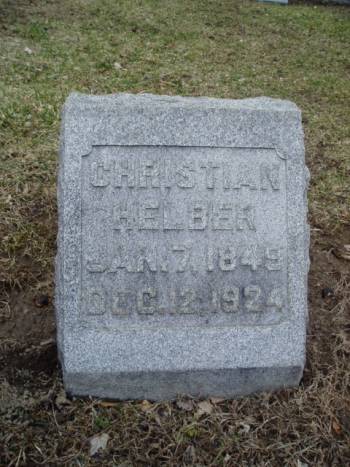 CHRISTIAN
HELBER
JAN. 7, 1849
DEC. 12, 1924